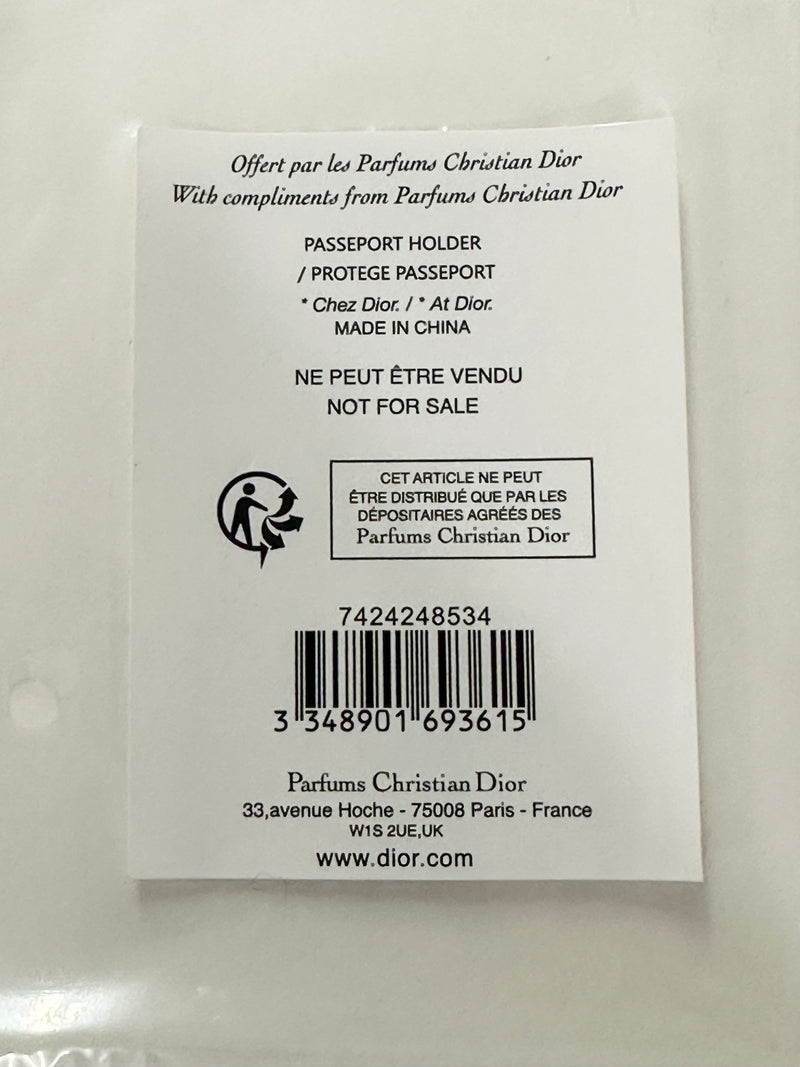 Offert par les Parfums Christian Dior
With compliments from Parfums Christian Dior
PASSEPORT HOLDER
/ PROTEGE PASSEPORT
* Chez Dior. / * At Dior.
MADE IN CHINA
NE PEUT ÊTRE VENDU
NOT FOR SALE
CET ARTICLE NE PEUT
ÊTRE DISTRIBUÉ QUE PAR LES
DÉPOSITAIRES AGRÉÉS DES
Parfums Christian Dior
7424248534
3 348901 693615
Parfums Christian Dior
33,avenue Hoche - 75008 Paris - France
W1S 2UE,UK
www.dior.com